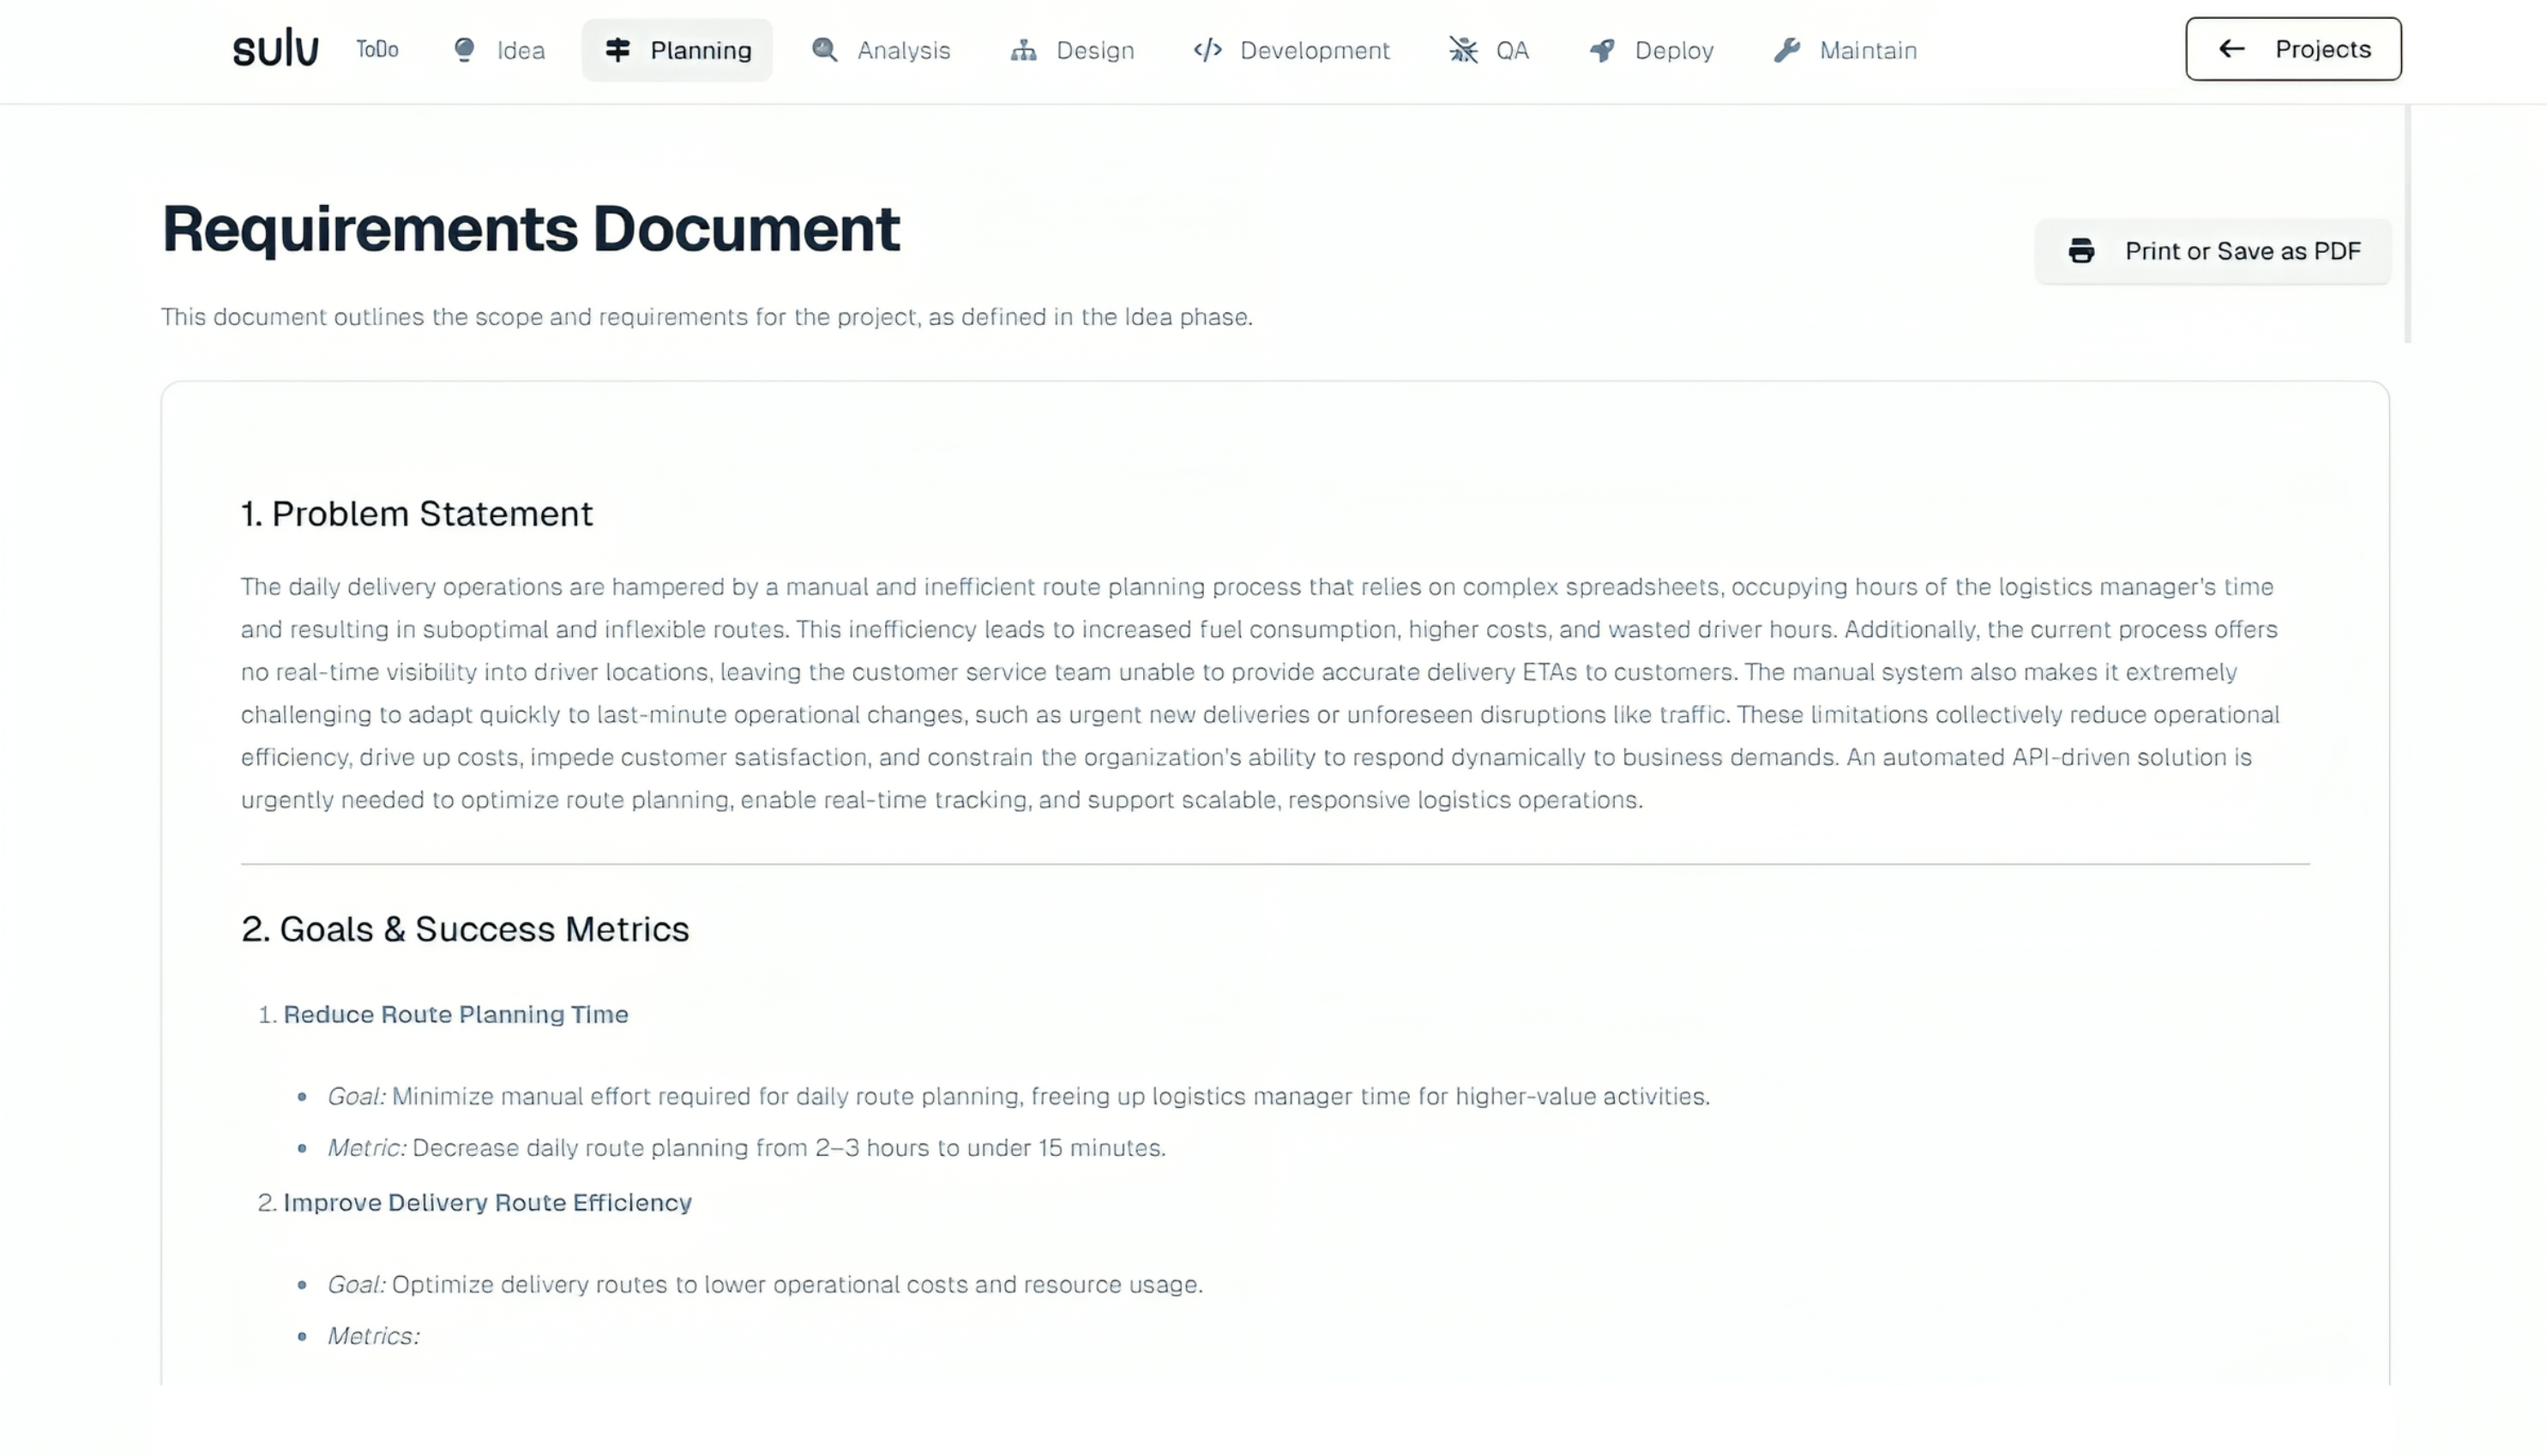 sulu ToDo Idea Planning Analysis Design </> Development QA Deploy Maintain ← Projects
Requirements Document
Print or Save as PDF
This document outlines the scope and requirements for the project, as defined in the Idea phase.
1. Problem Statement
The daily delivery operations are hampered by a manual and inefficient route planning process that relies on complex spreadsheets, occupying hours of the logistics manager's time
and resulting in suboptimal and inflexible routes. This inefficiency leads to increased fuel consumption, higher costs, and wasted driver hours. Additionally, the current process offers
no real-time visibility into driver locations, leaving the customer service team unable to provide accurate delivery ETAs to customers. The manual system also makes it extremely
challenging to adapt quickly to last-minute operational changes, such as urgent new deliveries or unforeseen disruptions like traffic. These limitations collectively reduce operational
efficiency, drive up costs, impede customer satisfaction, and constrain the organization's ability to respond dynamically to business demands. An automated API-driven solution is
urgently needed to optimize route planning, enable real-time tracking, and support scalable, responsive logistics operations.
2. Goals & Success Metrics
1. Reduce Route Planning Time
• Goal: Minimize manual effort required for daily route planning, freeing up logistics manager time for higher-value activities.
• Metric: Decrease daily route planning from 2–3 hours to under 15 minutes.
2. Improve Delivery Route Efficiency
• Goal: Optimize delivery routes to lower operational costs and resource usage.
• Metrics: